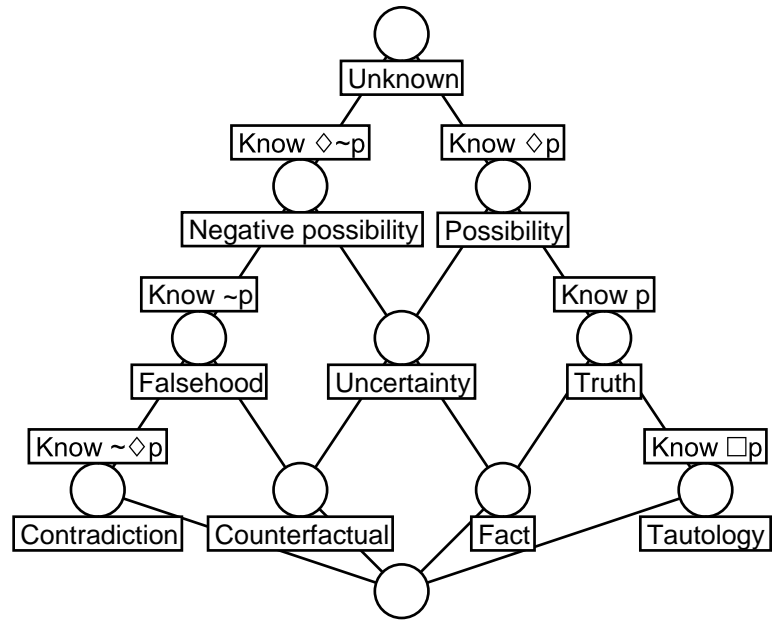 Unknown
Know ◇~p
Know ◇p
Negative possibility
Possibility
Know ~p
Know p
Falsehood
Uncertainty
Truth
Know ~◇p
Know □p
Contradiction
Counterfactual
Fact
Tautology